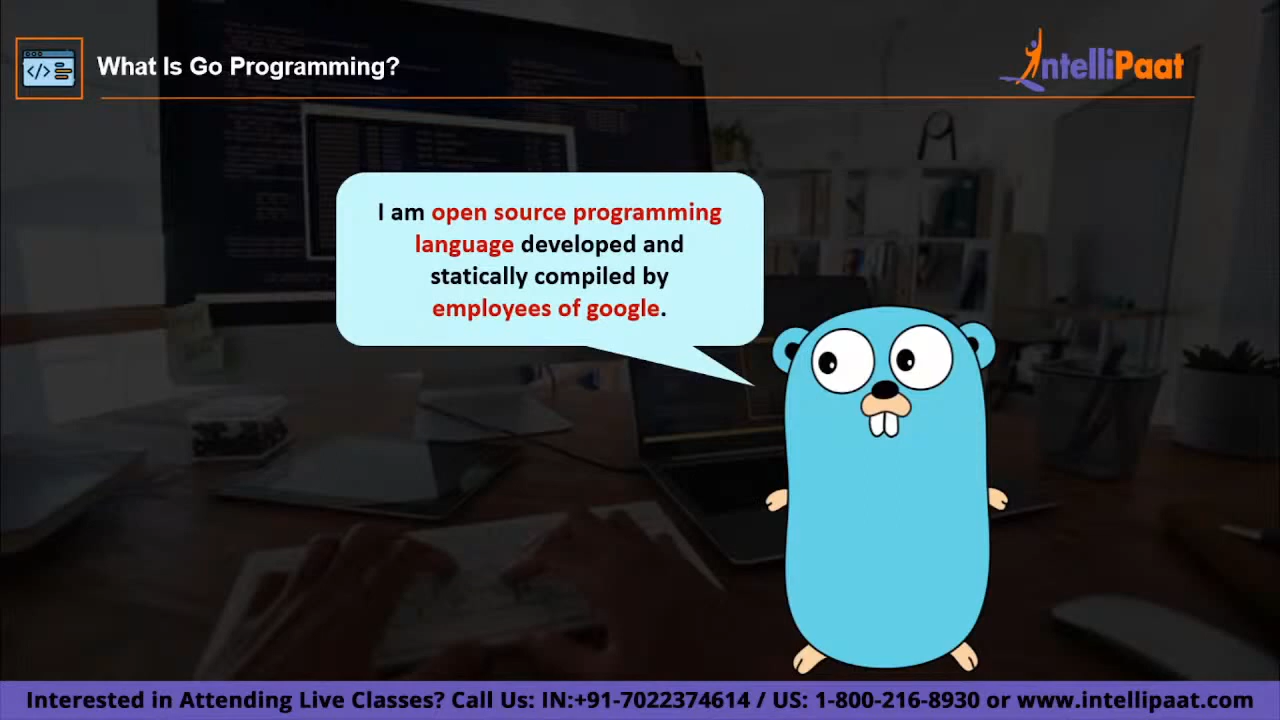 What Is Go Programming?
IntelliPaat
I am open source programming
language developed and
statically compiled by
employees of google.
Interested in Attending Live Classes? Call Us: IN:+91-7022374614 / US: 1-800-216-8930 or www.intellipaat.com